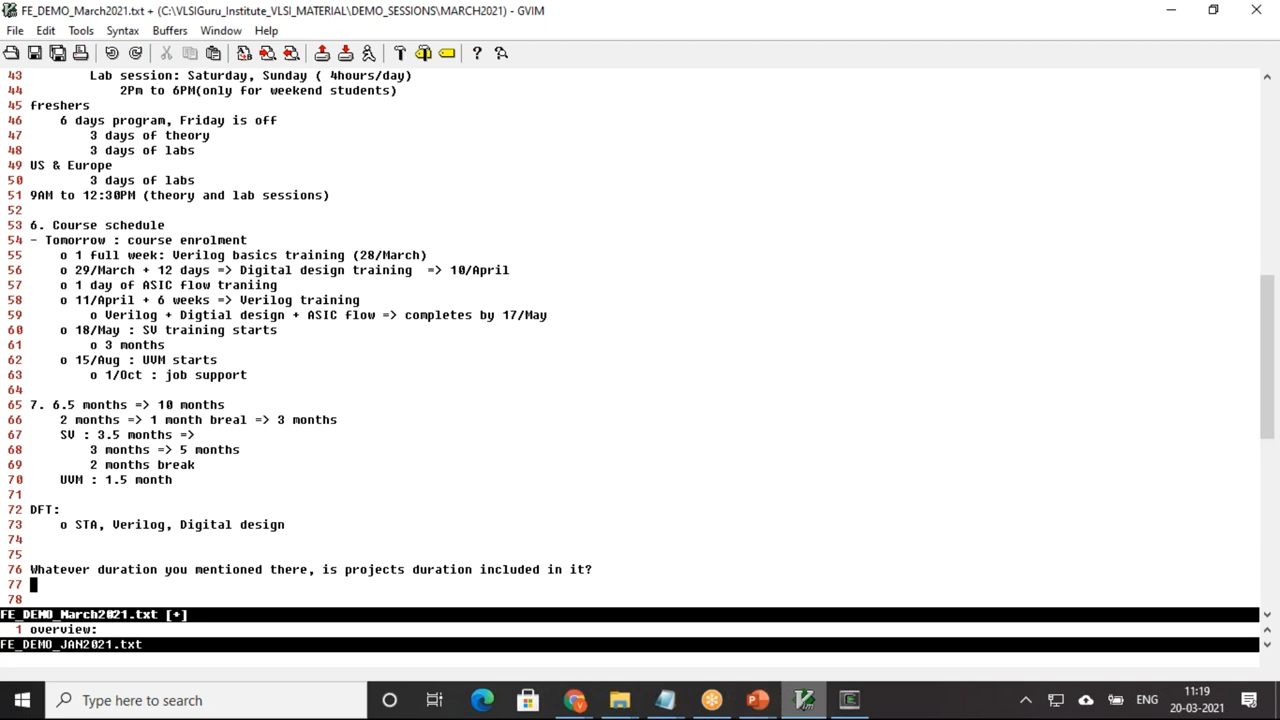 FE_DEMO_March2021.txt + (C:\VLSIGuru_Institute_VLSI_MATERIAL\DEMO_SESSIONS\MARCH2021) - GVIM
File Edit Tools Syntax Buffers Window Help
43 Lab session: Saturday, Sunday ( 4hours/day)
44 2Pm to 6PM(only for weekend students)
45 freshers
46 6 days program, Friday is off
47 3 days of theory
48 3 days of labs
49 US & Europe
50 3 days of labs
51 9AM to 12:30PM (theory and lab sessions)
52
53 6. Course schedule
54 - Tomorrow : course enrolment
55 o 1 full week: Verilog basics training (28/March)
56 o 29/March + 12 days => Digital design training => 10/April
57 o 1 day of ASIC flow traniing
58 o 11/April + 6 weeks => Verilog training
59 o Verilog + Digtial design + ASIC flow => completes by 17/May
60 o 18/May : SV training starts
61 o 3 months
62 o 15/Aug : UVM starts
63 o 1/Oct : job support
64
65 7. 6.5 months => 10 months
66 2 months => 1 month breal => 3 months
67 SV : 3.5 months =>
68 3 months => 5 months
69 2 months break
70 UVM : 1.5 month
71
72 DFT:
73 o STA, Verilog, Digital design
74
75
76 Whatever duration you mentioned there, is projects duration included in it?
77
78
FE_DEMO_March2021.txt [+]
1 overview:
FE_DEMO_JAN2021.txt
Type here to search
ENG
11:19
20-03-2021